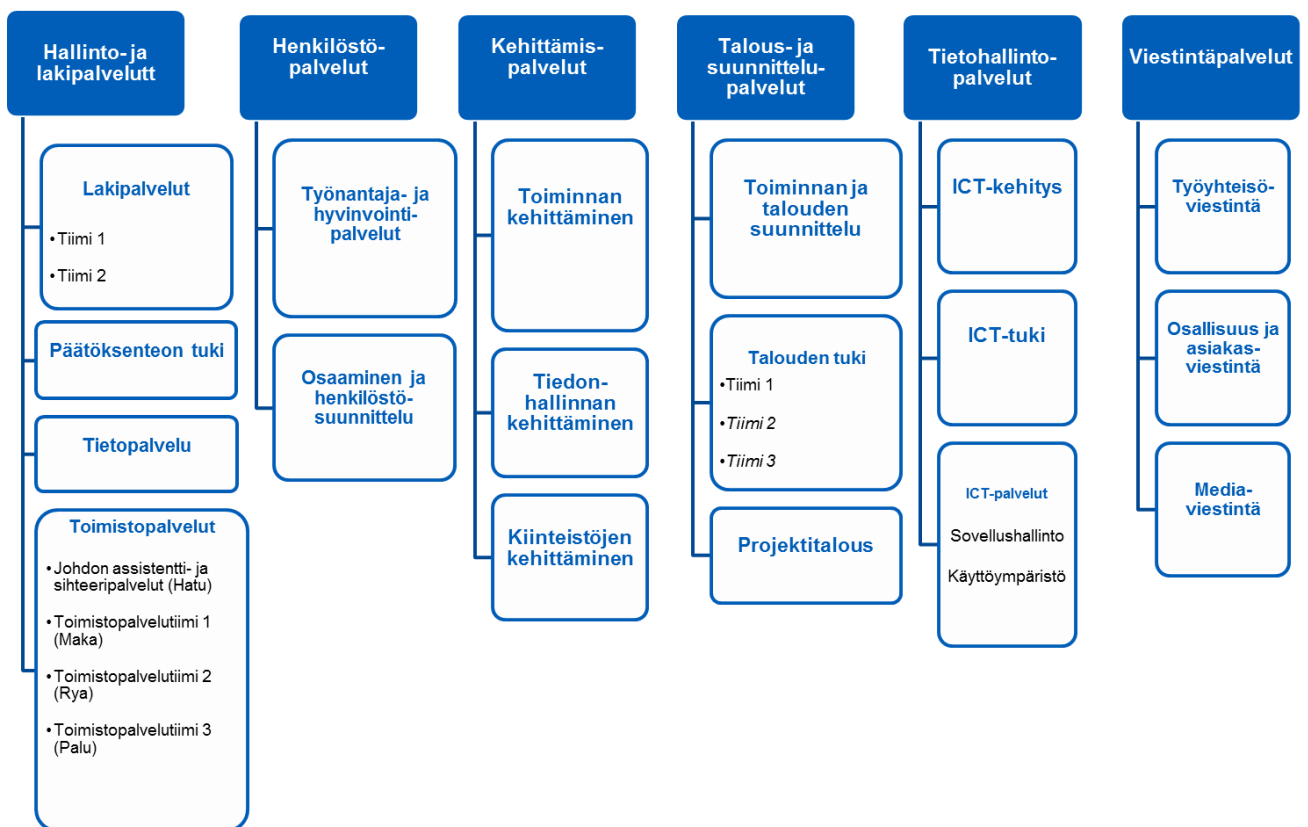 Hallinto- ja
lakipalvelutt
Lakipalvelut
•Tiimi 1
•Tiimi 2
Päätöksenteon tuki
Tietopalvelu
Toimistopalvelut
•Johdon assistentti- ja
sihteeripalvelut (Hatu)
•Toimistopalvelutiimi 1
(Maka)
•Toimistopalvelutiimi 2
(Rya)
•Toimistopalvelutiimi 3
(Palu)
Henkilöstö-
palvelut
Työnantaja- ja
hyvinvointi-
palvelut
Osaaminen ja
henkilöstö-
suunnittelu
Kehittämis-
palvelut
Toiminnan
kehittäminen
Tiedon-
hallinnan
kehittäminen
Kiinteistöjen
kehittäminen
Talous- ja
suunnittelu-
palvelut
Toiminnan ja
talouden
suunnittelu
Talouden tuki
•Tiimi 1
•Tiimi 2
•Tiimi 3
Projektitalous
Tietohallinto-
palvelut
ICT-kehitys
ICT-tuki
ICT-palvelut
Sovellushallinto
Käyttöympäristö
Viestintäpalvelut
Työyhteisö-
viestintä
Osallisuus ja
asiakas-
viestintä
Media-
viestintä